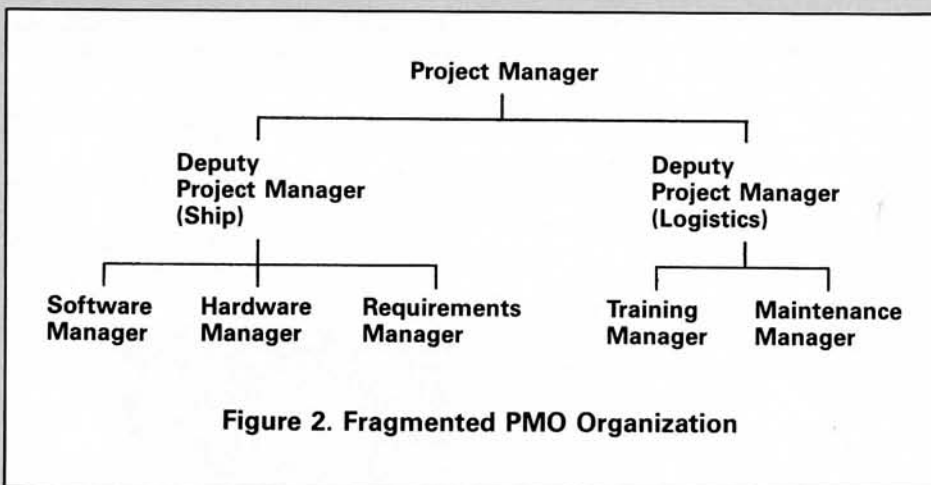 Project Manager
Deputy
Project Manager
(Ship)
Deputy
Project Manager
(Logistics)
Software
Manager
Hardware
Manager
Requirements
Manager
Training
Manager
Maintenance
Manager
Figure 2. Fragmented PMO Organization